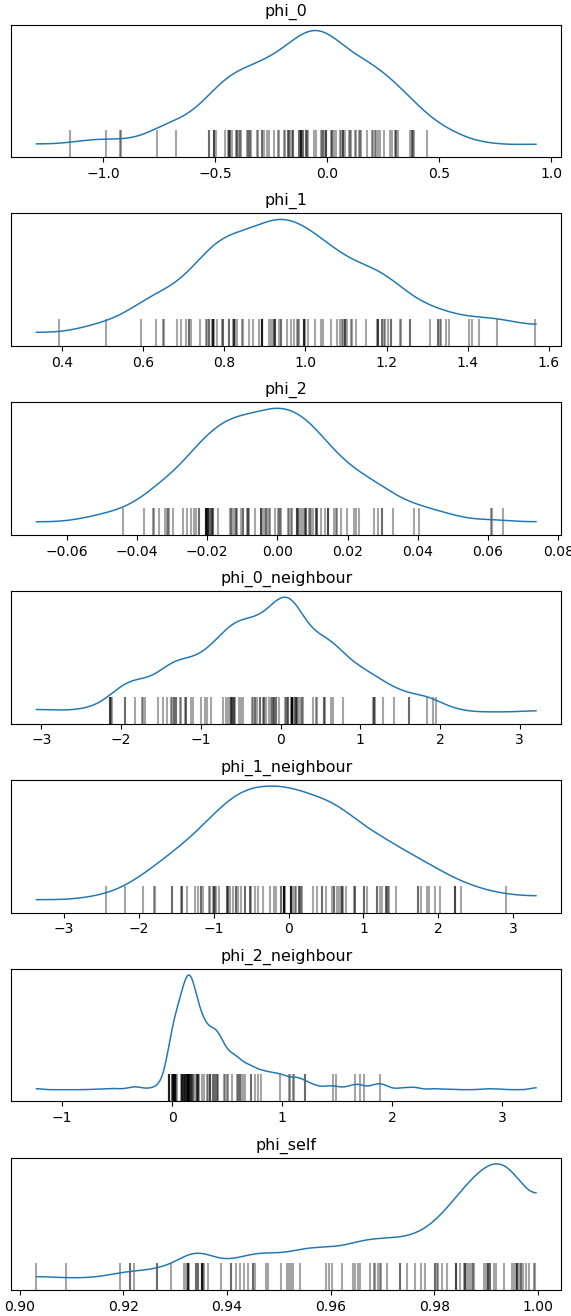 phi_0
−1.0 −0.5 0.0 0.5 1.0
phi_1
0.4 0.6 0.8 1.0 1.2 1.4 1.6
phi_2
−0.06 −0.04 −0.02 0.00 0.02 0.04 0.06 0.08
phi_0_neighbour
−3 −2 −1 0 1 2 3
phi_1_neighbour
−3 −2 −1 0 1 2 3
phi_2_neighbour
−1 0 1 2 3
phi_self
0.90 0.92 0.94 0.96 0.98 1.00